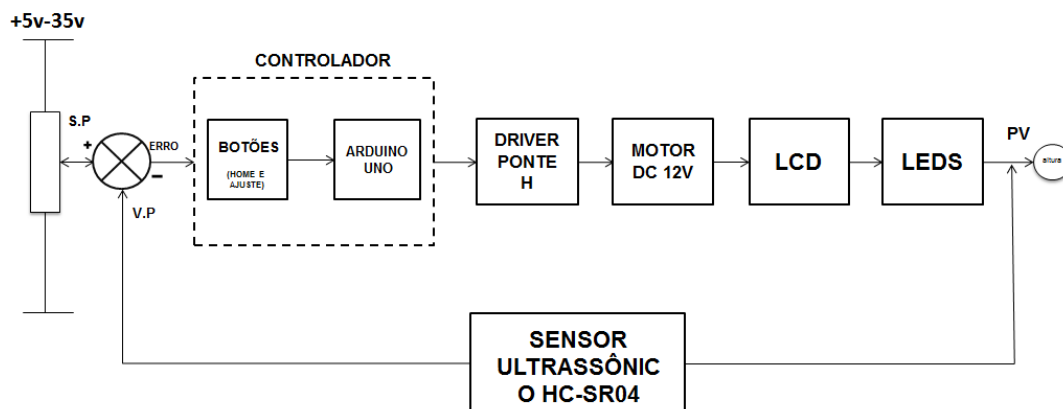 +5v-35v
CONTROLADOR
S.P
+
ERRO
−
V.P
BOTÕES
(HOME E
AJUSTE)
ARDUINO
UNO
DRIVER
PONTE
H
MOTOR
DC 12V
LCD
LEDS
PV
altura
SENSOR
ULTRASSÔNIC
O HC-SR04